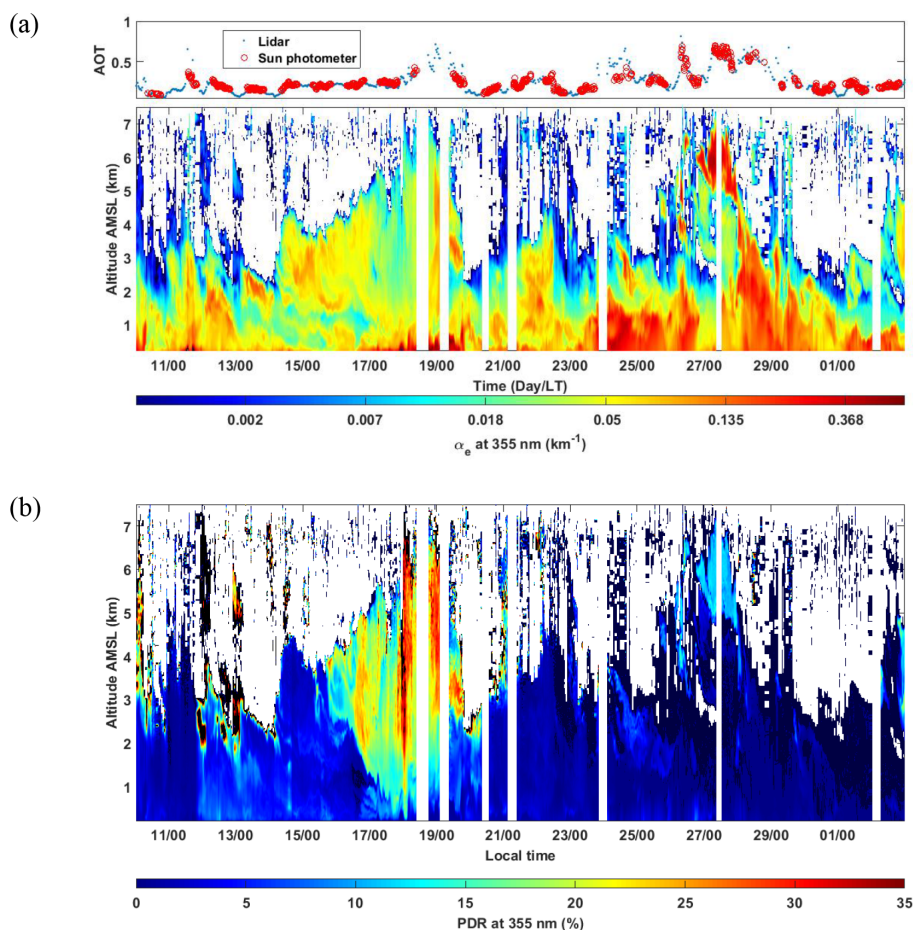 (a)
1
0.5
AOT
Lidar
Sun photometer
7
6
5
4
3
2
1
Altitude AMSL (km)
11/00 13/00 15/00 17/00 19/00 21/00 23/00 25/00 27/00 29/00 01/00
Time (Day/LT)
0.002 0.007 0.018 0.05 0.135 0.368
αe at 355 nm (km-1)
(b)
7
6
5
4
3
2
1
Altitude AMSL (km)
11/00 13/00 15/00 17/00 19/00 21/00 23/00 25/00 27/00 29/00 01/00
Local time
0 5 10 15 20 25 30 35
PDR at 355 nm (%)